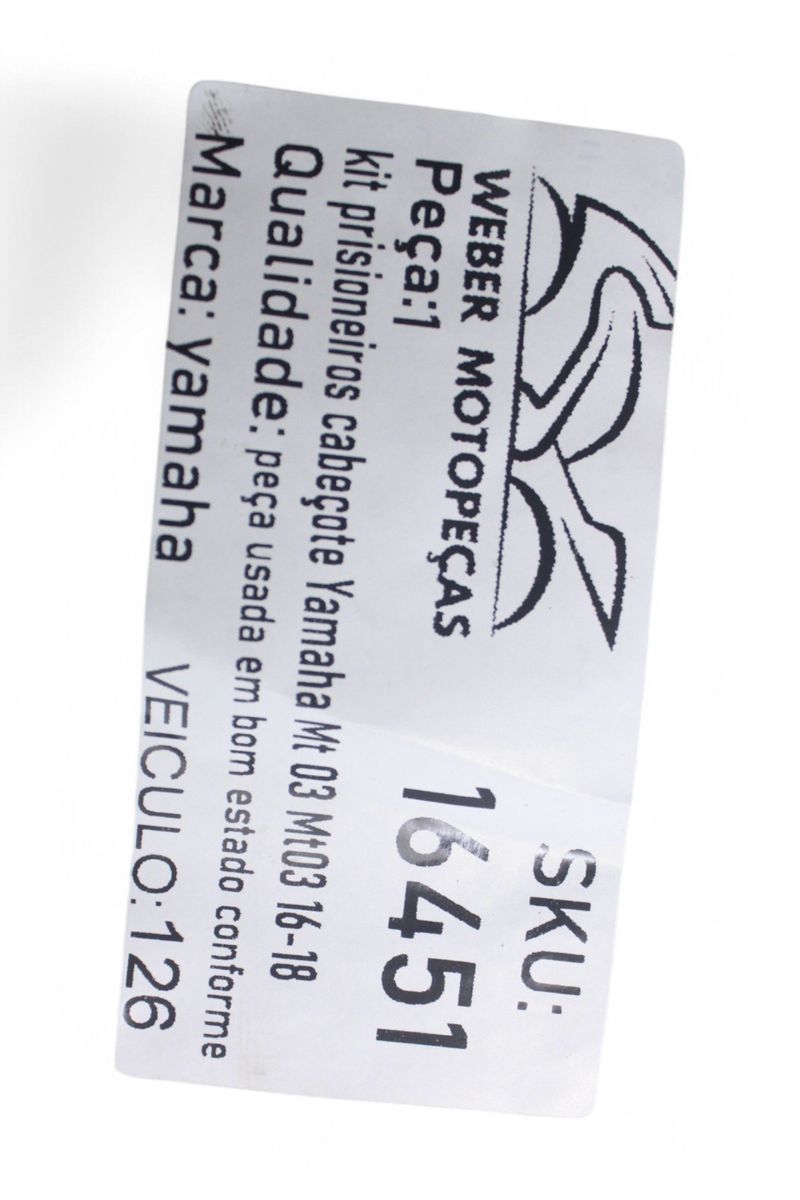 WEBER MOTOPEÇAS
SKU:
16451
Peça:1
kit prisioneiros cabeçote Yamaha Mt 03 Mt03 16-18
Qualidade: peça usada em bom estado conforme
Marca: yamaha VEICULO:126